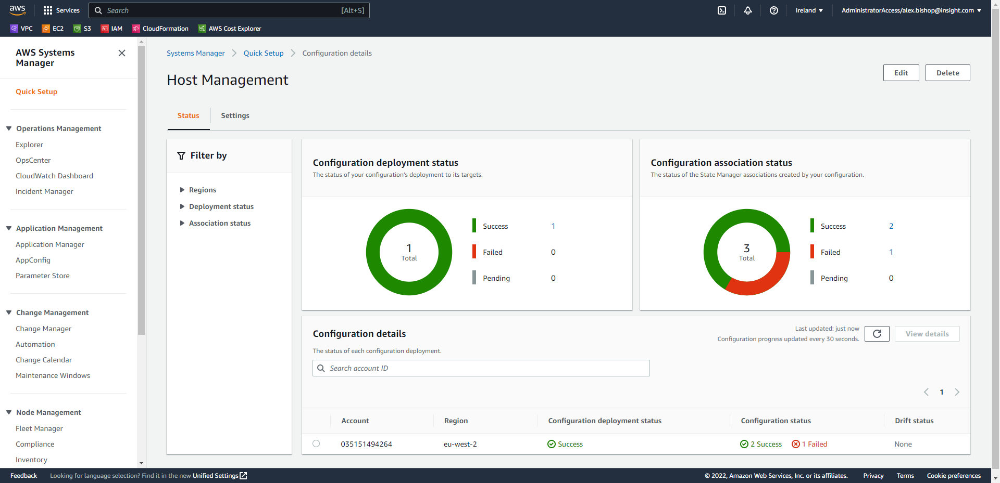 aws
Services
Search
[Alt+S]
Ireland
AdministratorAccess/alex.bishop@insight.com
VPC
EC2
S3
IAM
CloudFormation
AWS Cost Explorer
AWS Systems
Manager
Quick Setup
Operations Management
Explorer
OpsCenter
CloudWatch Dashboard
Incident Manager
Application Management
Application Manager
AppConfig
Parameter Store
Change Management
Change Manager
Automation
Change Calendar
Maintenance Windows
Node Management
Fleet Manager
Compliance
Inventory
Systems Manager
Quick Setup
Configuration details
Host Management
Edit
Delete
Status
Settings
Filter by
Regions
Deployment status
Association status
Configuration deployment status
The status of your configuration's deployment to its targets.
1
Total
Success 1
Failed 0
Pending 0
Configuration association status
The status of the State Manager associations created by your configuration.
3
Total
Success 2
Failed 1
Pending 0
Configuration details
Last updated: just now
Configuration progress updated every 30 seconds.
View details
The status of each configuration deployment.
Search account ID
1
Account Region Configuration deployment status Configuration status Drift status
035151494264 eu-west-2 Success 2 Success 1 Failed None
Feedback
Looking for language selection? Find it in the new Unified Settings
© 2022, Amazon Web Services, Inc. or its affiliates.
Privacy
Terms
Cookie preferences